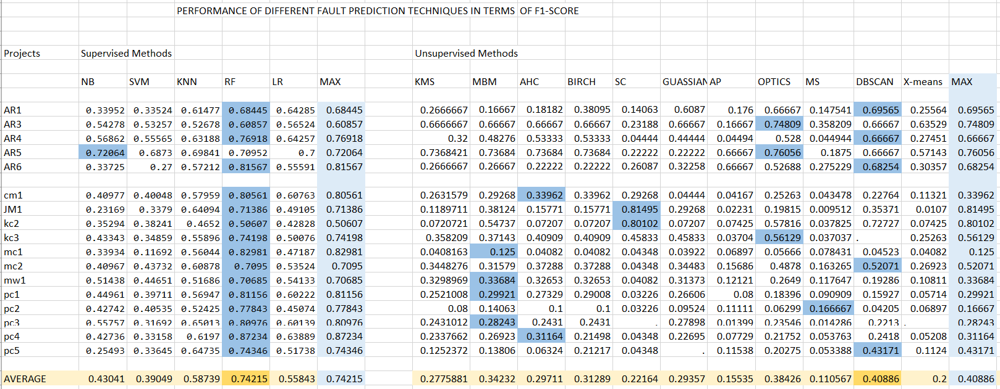 PERFORMANCE OF DIFFERENT FAULT PREDICTION TECHNIQUES IN TERMS OF F1-SCORE
Projects Supervised Methods Unsupervised Methods
NB SVM KNN RF LR MAX KMS MBM AHC BIRCH SC GUASSIAN AP OPTICS MS DBSCAN X-means MAX
AR1 0.33952 0.33524 0.61477 0.68445 0.64285 0.68445 0.2666667 0.16667 0.18182 0.38095 0.14063 0.6087 0.176 0.66667 0.147541 0.69565 0.25564 0.69565
AR3 0.54278 0.53257 0.52678 0.60857 0.56524 0.60857 0.6666667 0.66667 0.66667 0.66667 0.23188 0.66667 0.16667 0.74809 0.358209 0.66667 0.63529 0.74809
AR4 0.56862 0.55565 0.63188 0.76918 0.64257 0.76918 0.32 0.48276 0.53333 0.53333 0.04444 0.44444 0.04494 0.528 0.044944 0.66667 0.27451 0.66667
AR5 0.72064 0.6873 0.69841 0.70952 0.7 0.72064 0.7368421 0.73684 0.73684 0.73684 0.22222 0.22222 0.66667 0.76056 0.1875 0.66667 0.57143 0.76056
AR6 0.33725 0.27 0.57212 0.81567 0.55591 0.81567 0.2666667 0.26667 0.22222 0.22222 0.26087 0.32258 0.66667 0.52688 0.275229 0.68254 0.30357 0.68254
cm1 0.40977 0.40048 0.57959 0.80561 0.60763 0.80561 0.2631579 0.29268 0.33962 0.33962 0.29268 0.04444 0.04167 0.25263 0.043478 0.22764 0.11321 0.33962
JM1 0.23169 0.3379 0.64094 0.71386 0.49105 0.71386 0.1189711 0.38124 0.15771 0.15771 0.81495 0.29268 0.02231 0.19815 0.009512 0.35371 0.0107 0.81495
kc2 0.35294 0.38241 0.4652 0.50607 0.42828 0.50607 0.0720721 0.54737 0.07207 0.07207 0.80102 0.07207 0.07425 0.57816 0.037825 0.72727 0.07425 0.80102
kc3 0.43343 0.34859 0.55896 0.74198 0.50076 0.74198 0.358209 0.37143 0.40909 0.40909 0.45833 0.45833 0.03704 0.56129 0.037037 . 0.25263 0.56129
mc1 0.33934 0.11692 0.56044 0.82981 0.47187 0.82981 0.0408163 0.125 0.04082 0.04082 0.04348 0.03922 0.06897 0.05666 0.078431 0.04523 0.04082 0.125
mc2 0.40967 0.43732 0.60878 0.7095 0.53524 0.7095 0.3448276 0.31579 0.37288 0.37288 0.04348 0.34483 0.15686 0.4878 0.163265 0.52071 0.26923 0.52071
mw1 0.51438 0.44651 0.51686 0.70685 0.54133 0.70685 0.3298969 0.33684 0.32653 0.32653 0.04082 0.31373 0.12121 0.2649 0.117647 0.19286 0.10811 0.33684
pc1 0.44961 0.39711 0.56947 0.81156 0.60222 0.81156 0.2521008 0.29921 0.27329 0.29008 0.03226 0.26606 0.08 0.18396 0.090909 0.15927 0.05714 0.29921
pc2 0.42742 0.40535 0.52425 0.77843 0.45074 0.77843 0.08 0.14063 0.1 0.1 0.03226 0.09524 0.11111 0.06299 0.166667 0.04205 0.06897 0.16667
pc3 0.55757 0.31692 0.65013 0.80976 0.60139 0.80976 0.2431012 0.28243 0.2431 0.2431 . 0.27898 0.01399 0.23546 0.014286 0.2213 . 0.28243
pc4 0.42736 0.33158 0.6197 0.87234 0.63889 0.87234 0.2337662 0.26923 0.31164 0.21498 0.04348 0.22695 0.07729 0.21752 0.053763 0.2418 0.05208 0.31164
pc5 0.25493 0.33645 0.64735 0.74346 0.51738 0.74346 0.1252372 0.13806 0.06324 0.21217 0.04348 . 0.11538 0.20275 0.053388 0.43171 0.1124 0.43171
AVERAGE 0.43041 0.39049 0.58739 0.74215 0.55843 0.74215 0.2775881 0.34232 0.29711 0.31289 0.22164 0.29357 0.15535 0.38426 0.110567 0.40886 0.2 0.40886